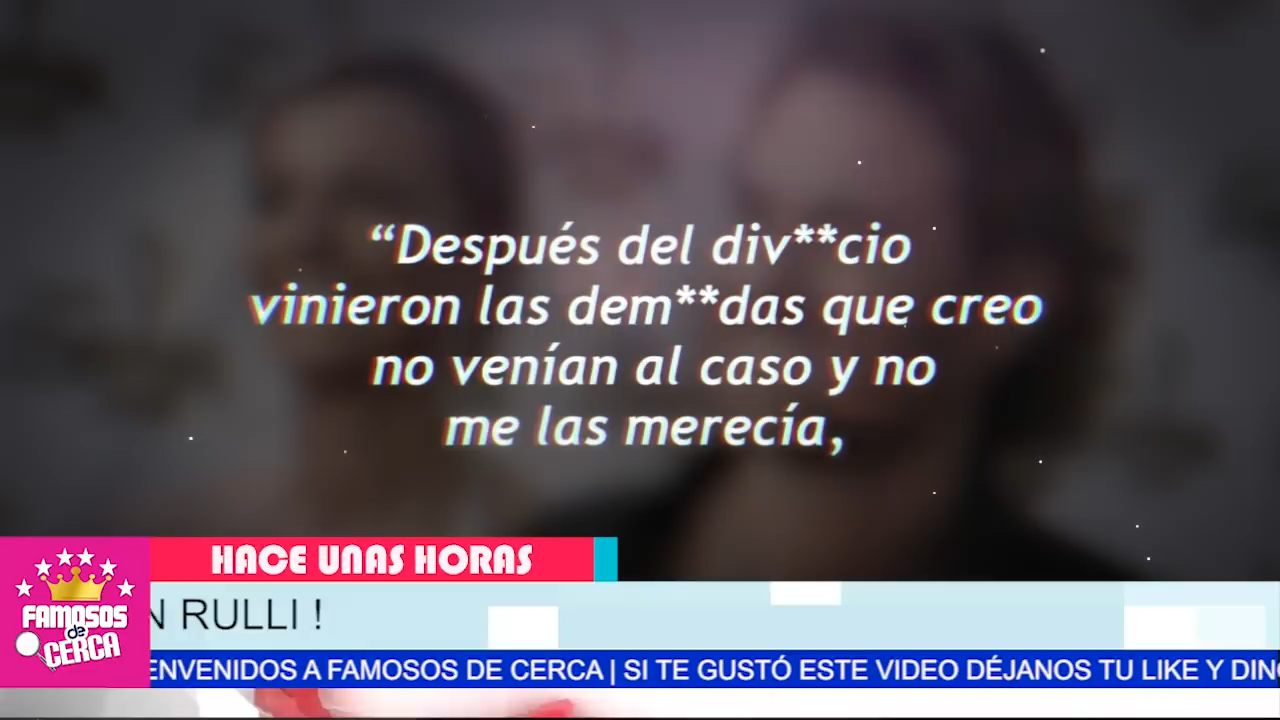 “Después del div**cio
vinieron las dem**das que creo
no venían al caso y no
me las merecía,
HACE UNAS HORAS
FAMOSOS
de
CERCA
N RULLI !
ENVENIDOS A FAMOSOS DE CERCA | SI TE GUSTÓ ESTE VIDEO DÉJANOS TU LIKE Y DIN